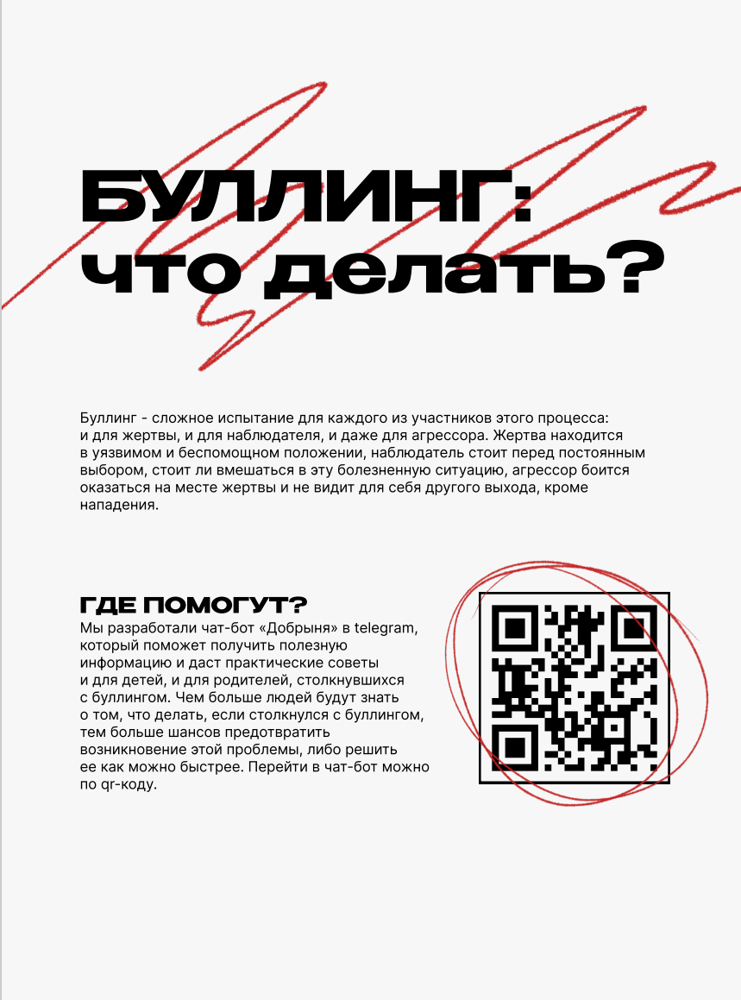 БУЛЛИНГ:
что делать?
Буллинг - сложное испытание для каждого из участников этого процесса:
и для жертвы, и для наблюдателя, и даже для агрессора. Жертва находится
в уязвимом и беспомощном положении, наблюдатель стоит перед постоянным
выбором, стоит ли вмешаться в эту болезненную ситуацию, агрессор боится
оказаться на месте жертвы и не видит для себя другого выхода, кроме
нападения.
ГДЕ ПОМОГУТ?
Мы разработали чат-бот «Добрыня» в telegram,
который поможет получить полезную
информацию и даст практические советы
и для детей, и для родителей, столкнувшихся
с буллингом. Чем больше людей будут знать
о том, что делать, если столкнулся с буллингом,
тем больше шансов предотвратить
возникновение этой проблемы, либо решить
ее как можно быстрее. Перейти в чат-бот можно
по qr-коду.